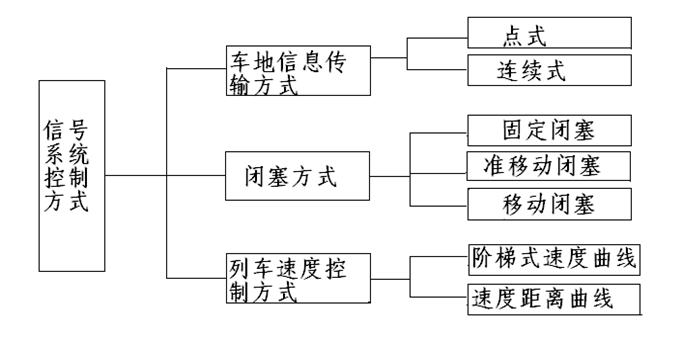 信号
系统
控制
方式
车地信息传
输方式
点式
连续式
闭塞方式
固定闭塞
准移动闭塞
移动闭塞
列车速度控
制方式
阶梯式速度曲线
速度距离曲线